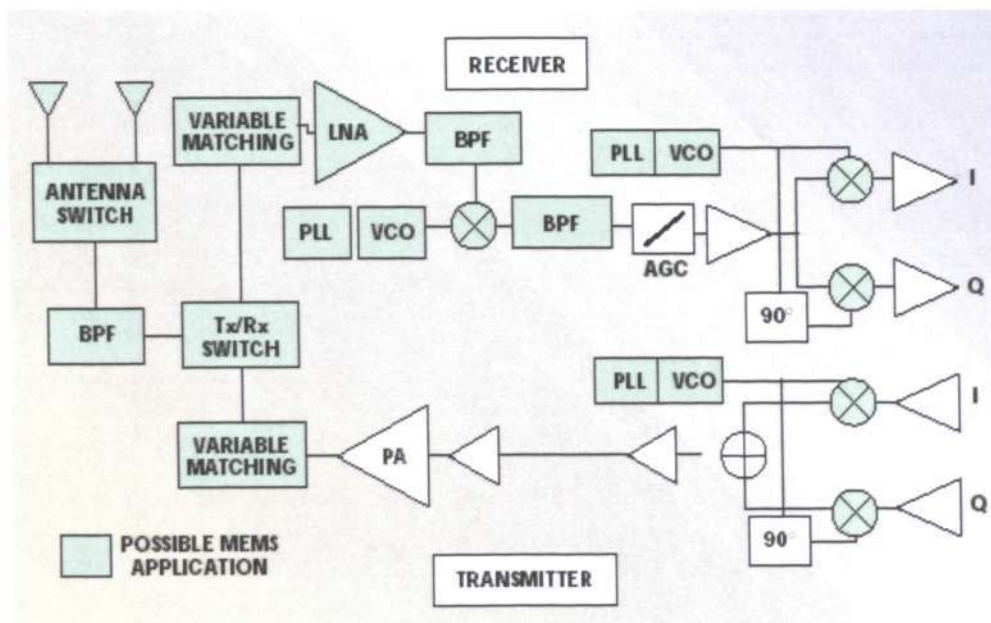 RECEIVER
VARIABLE
MATCHING
LNA
BPF
PLL
VCO
I
ANTENNA
SWITCH
PLL
VCO
BPF
AGC
Q
BPF
Tx/Rx
SWITCH
90°
PLL
VCO
I
VARIABLE
MATCHING
PA
Q
90°
POSSIBLE MEMS
APPLICATION
TRANSMITTER